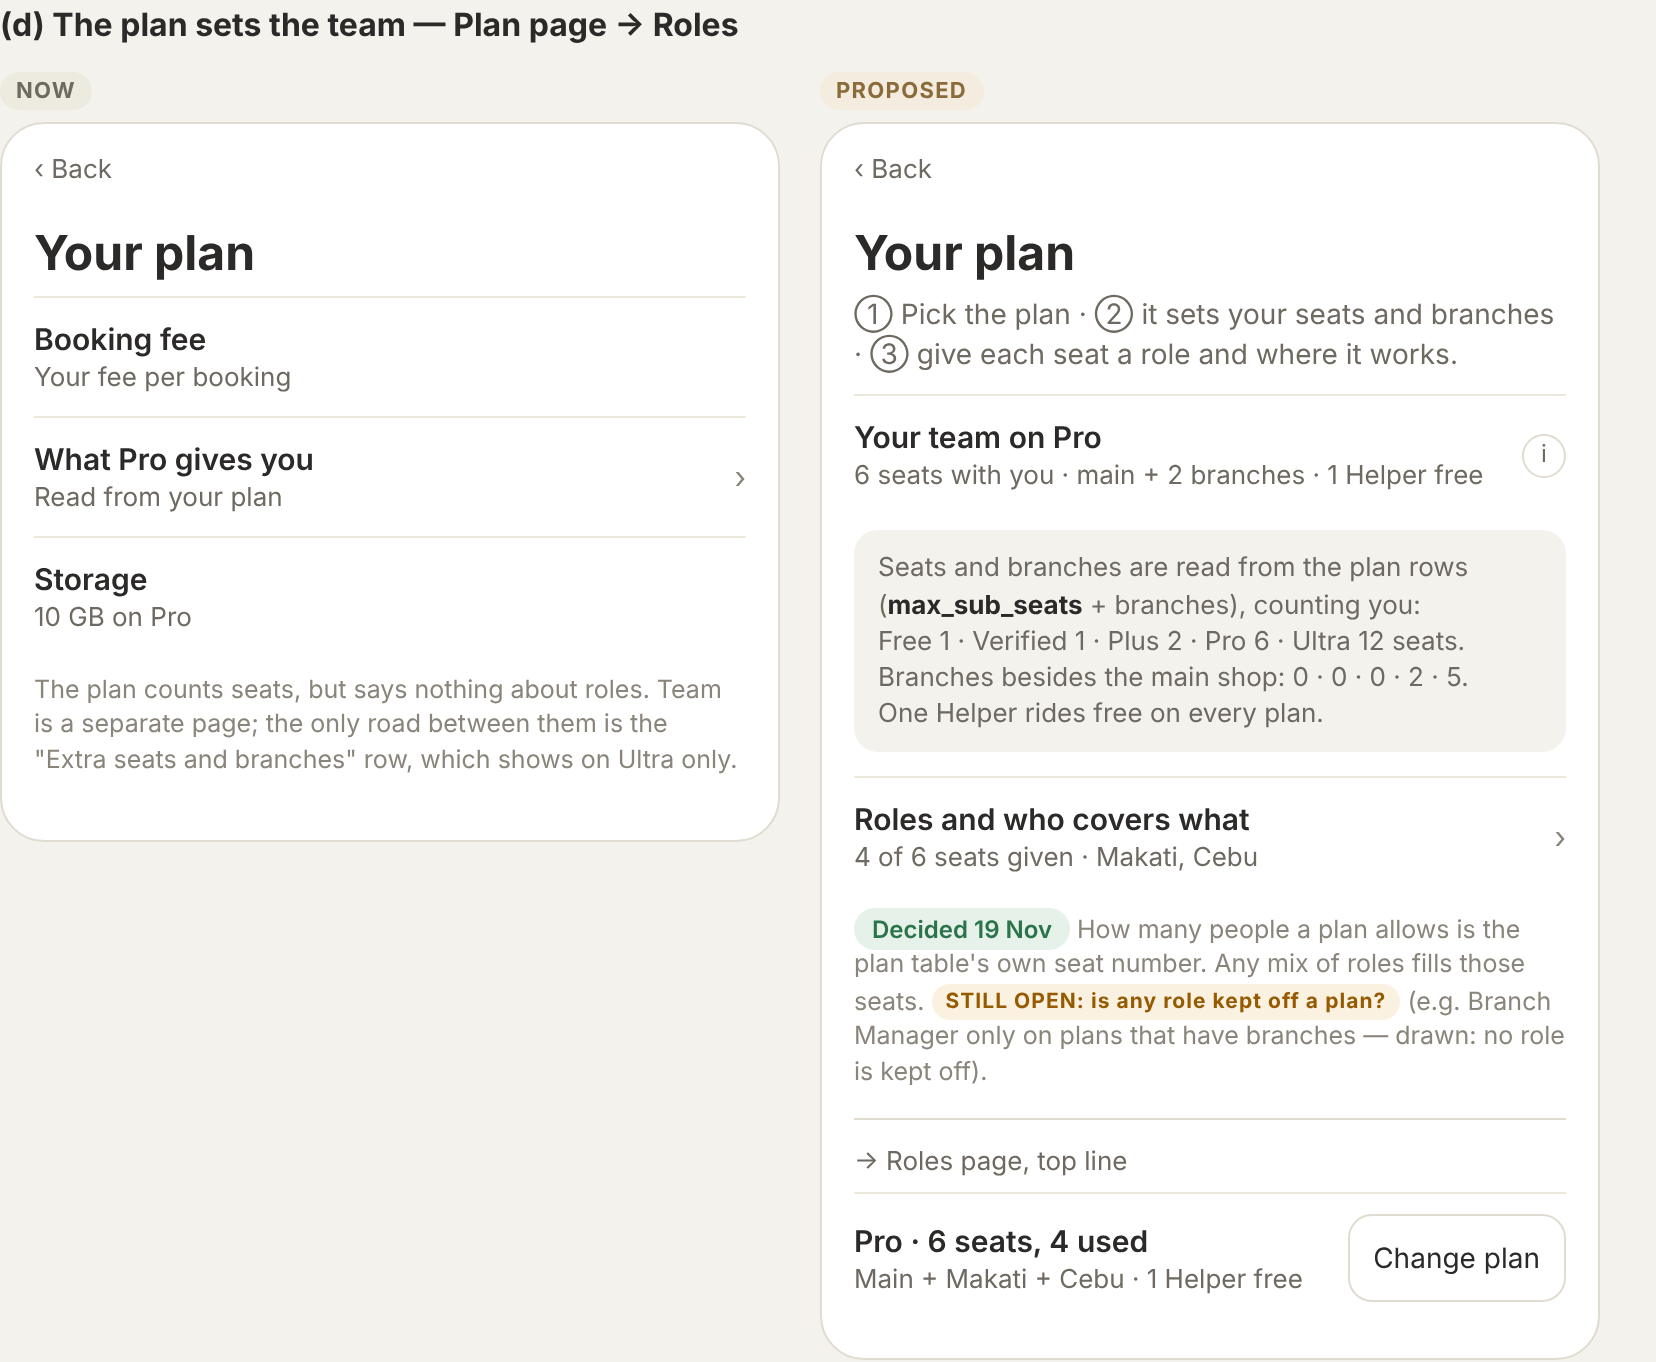 (d) The plan sets the team — Plan page → Roles
NOW
‹ Back
Your plan
Booking fee
Your fee per booking
What Pro gives you
Read from your plan
›
Storage
10 GB on Pro
The plan counts seats, but says nothing about roles. Team
is a separate page; the only road between them is the
"Extra seats and branches" row, which shows on Ultra only.
PROPOSED
‹ Back
Your plan
① Pick the plan · ② it sets your seats and branches
· ③ give each seat a role and where it works.
Your team on Pro
6 seats with you · main + 2 branches · 1 Helper free
i
Seats and branches are read from the plan rows
(max_sub_seats + branches), counting you:
Free 1 · Verified 1 · Plus 2 · Pro 6 · Ultra 12 seats.
Branches besides the main shop: 0 · 0 · 0 · 2 · 5.
One Helper rides free on every plan.
Roles and who covers what
4 of 6 seats given · Makati, Cebu
›
Decided 19 Nov How many people a plan allows is the
plan table's own seat number. Any mix of roles fills those
seats. STILL OPEN: is any role kept off a plan? (e.g. Branch
Manager only on plans that have branches — drawn: no role
is kept off).
→ Roles page, top line
Pro · 6 seats, 4 used
Main + Makati + Cebu · 1 Helper free
Change plan